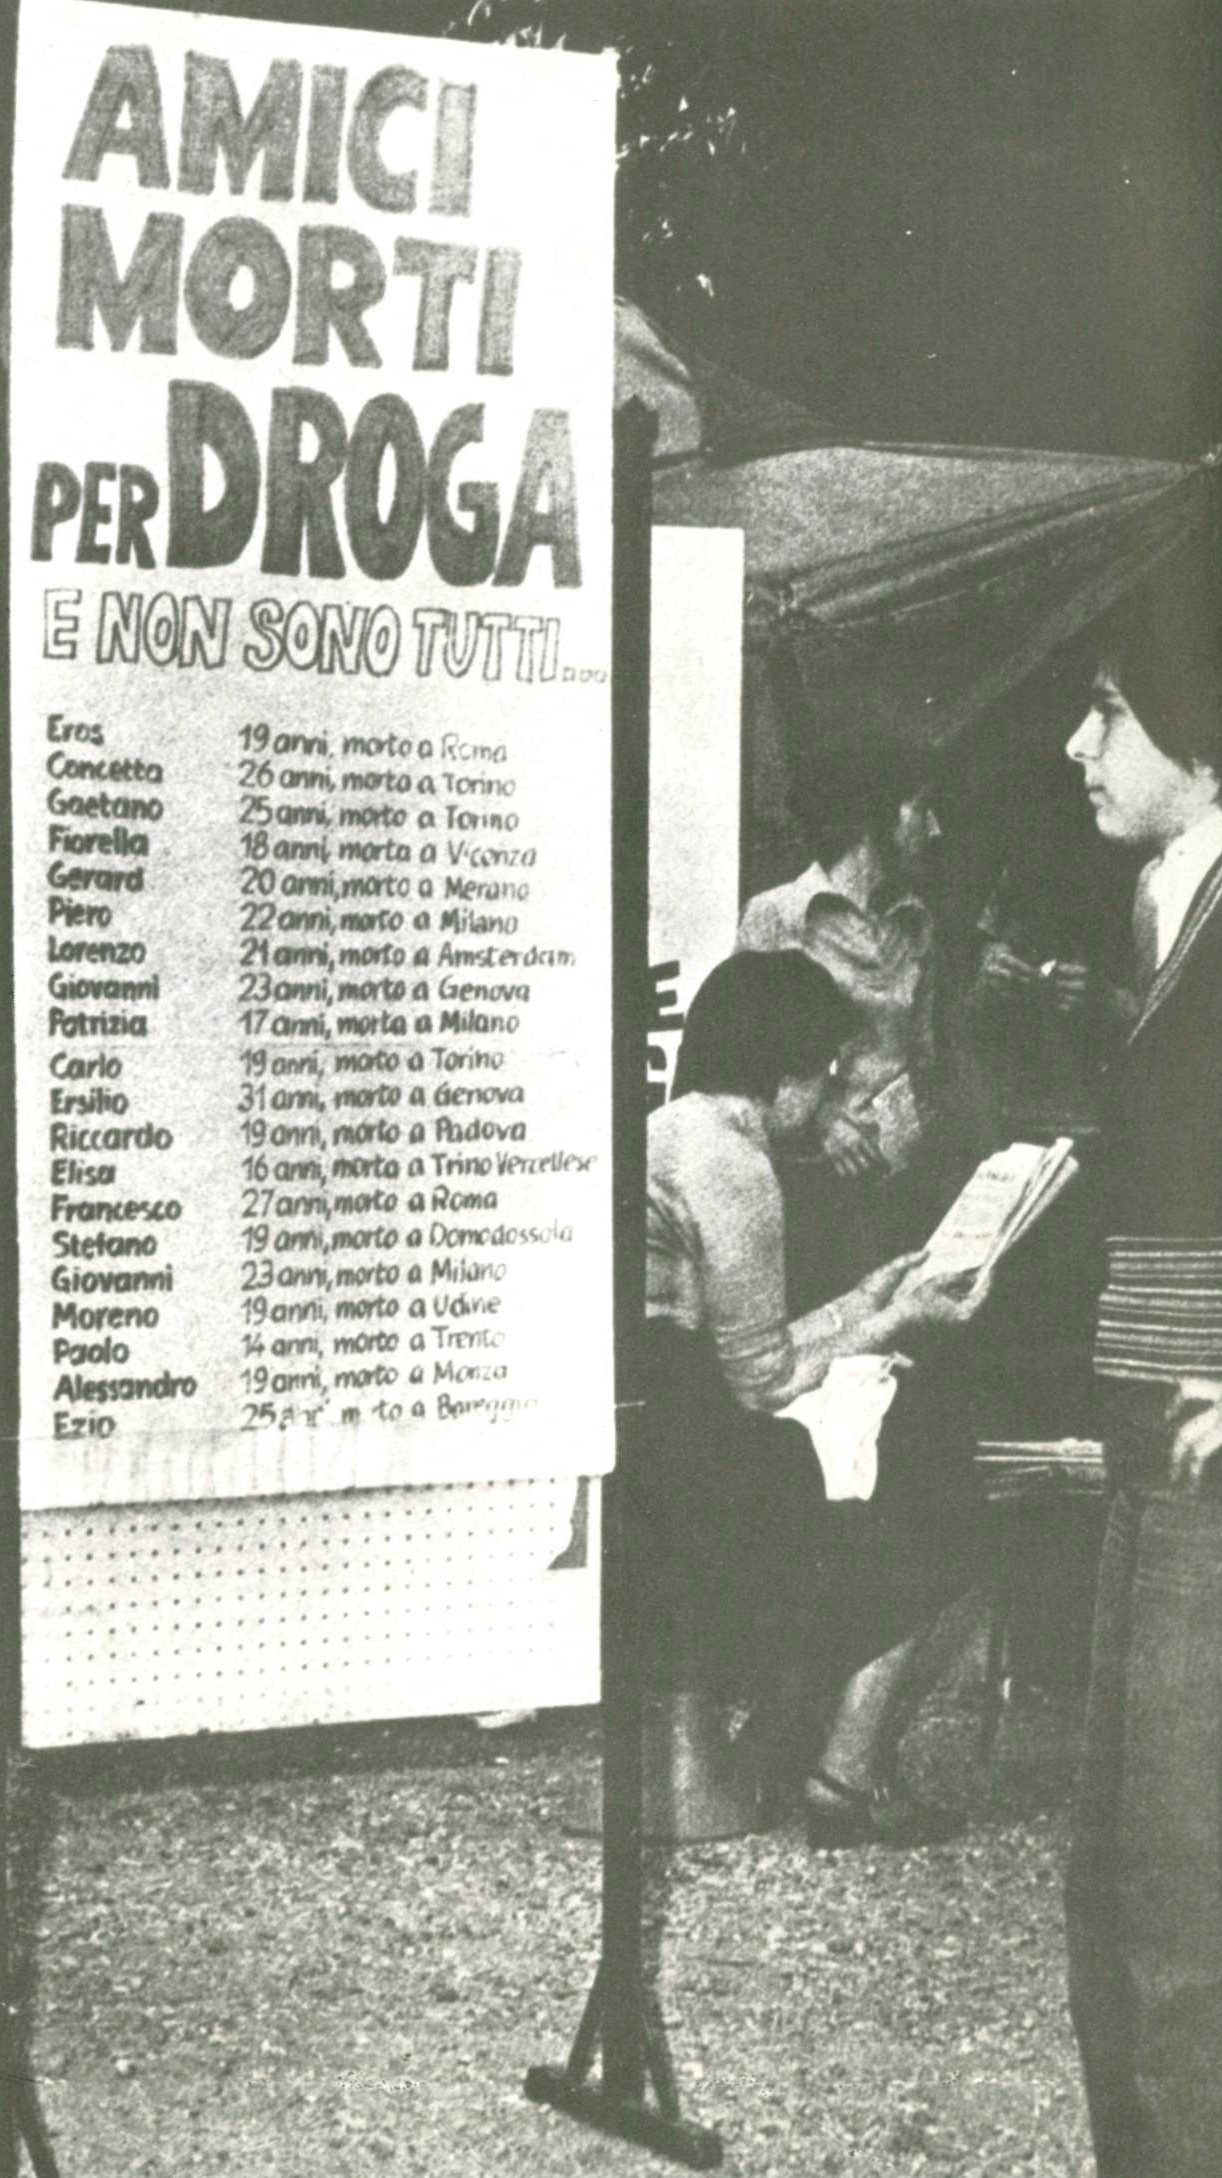 AMICI
MORTI
PER DROGA
E NON SONO TUTTI...
Eros 19 anni, morto a Roma
Concetta 26 anni, morta a Torino
Gaetano 25 anni, morto a Torino
Fiorella 18 anni, morta a Vicenza
Gerard 20 anni, morto a Merano
Piero 22 anni, morto a Milano
Lorenzo 21 anni, morto a Amsterdam
Giovanni 23 anni, morto a Genova
Patrizia 17 anni, morta a Milano
Carlo 19 anni, morto a Torino
Ersilio 31 anni, morto a Genova
Riccardo 19 anni, morto a Padova
Elisa 16 anni, morta a Trino Vercellese
Francesco 27 anni, morto a Roma
Stefano 19 anni, morto a Domodossola
Giovanni 23 anni, morto a Milano
Moreno 19 anni, morto a Udine
Paolo 14 anni, morto a Trento
Alessandro 19 anni, morto a Monza
Ezio 25 anni morto a Bareggio